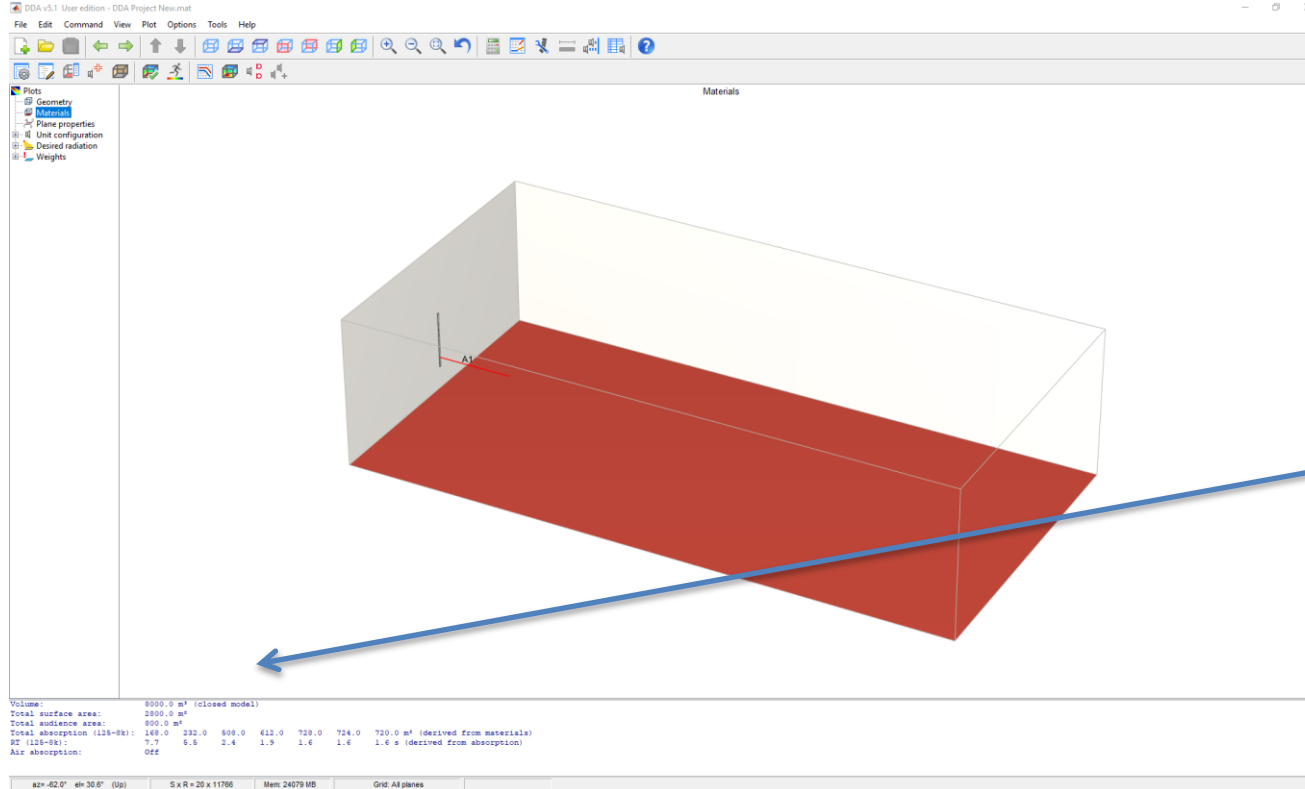 DDA v5.1 User edition - DDA Project New.mat
File Edit Command View Plot Options Tools Help
Plots
Geometry
Materials
Plane properties
Unit configuration
Desired radiation
Weights
Materials
A1
Volume: 8000.0 m³ (closed model)
Total surface area: 2800.0 m²
Total audience area: 800.0 m²
Total absorption (125-8k): 168.0 232.0 508.0 612.0 728.0 724.0 720.0 m² (derived from materials)
RT (125-8k): 7.7 5.5 2.4 1.9 1.6 1.6 1.6 s (derived from absorption)
Air absorption: Off
az= -62.0° el= 30.6° (Up) S x R = 20 x 11766 Mem: 24079 MB Grid: All planes